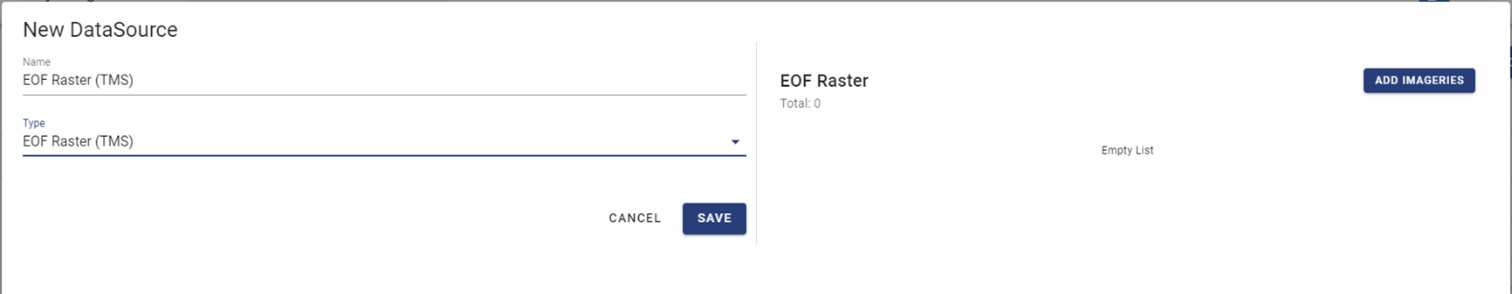 New DataSource
Name
EOF Raster (TMS)
Type
EOF Raster (TMS)
CANCEL
SAVE
EOF Raster
ADD IMAGERIES
Total: 0
Empty List